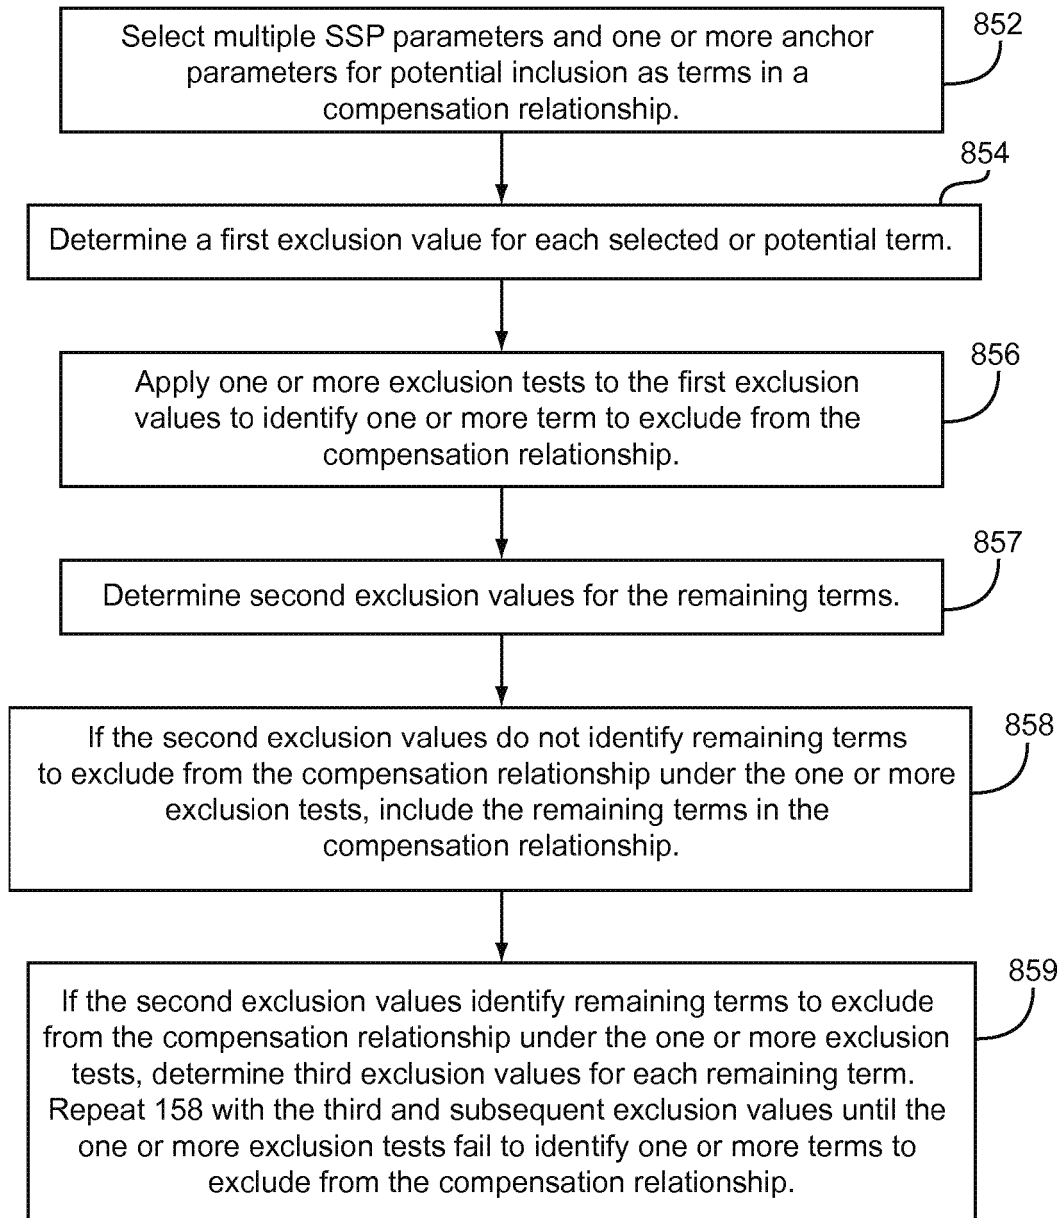 Select multiple SSP parameters and one or more anchor
parameters for potential inclusion as terms in a
compensation relationship.
852
854
Determine a first exclusion value for each selected or potential term.
856
Apply one or more exclusion tests to the first exclusion
values to identify one or more term to exclude from the
compensation relationship.
857
Determine second exclusion values for the remaining terms.
858
If the second exclusion values do not identify remaining terms
to exclude from the compensation relationship under the one or more
exclusion tests, include the remaining terms in the
compensation relationship.
859
If the second exclusion values identify remaining terms to exclude
from the compensation relationship under the one or more exclusion
tests, determine third exclusion values for each remaining term.
Repeat 158 with the third and subsequent exclusion values until the
one or more exclusion tests fail to identify one or more terms to
exclude from the compensation relationship.